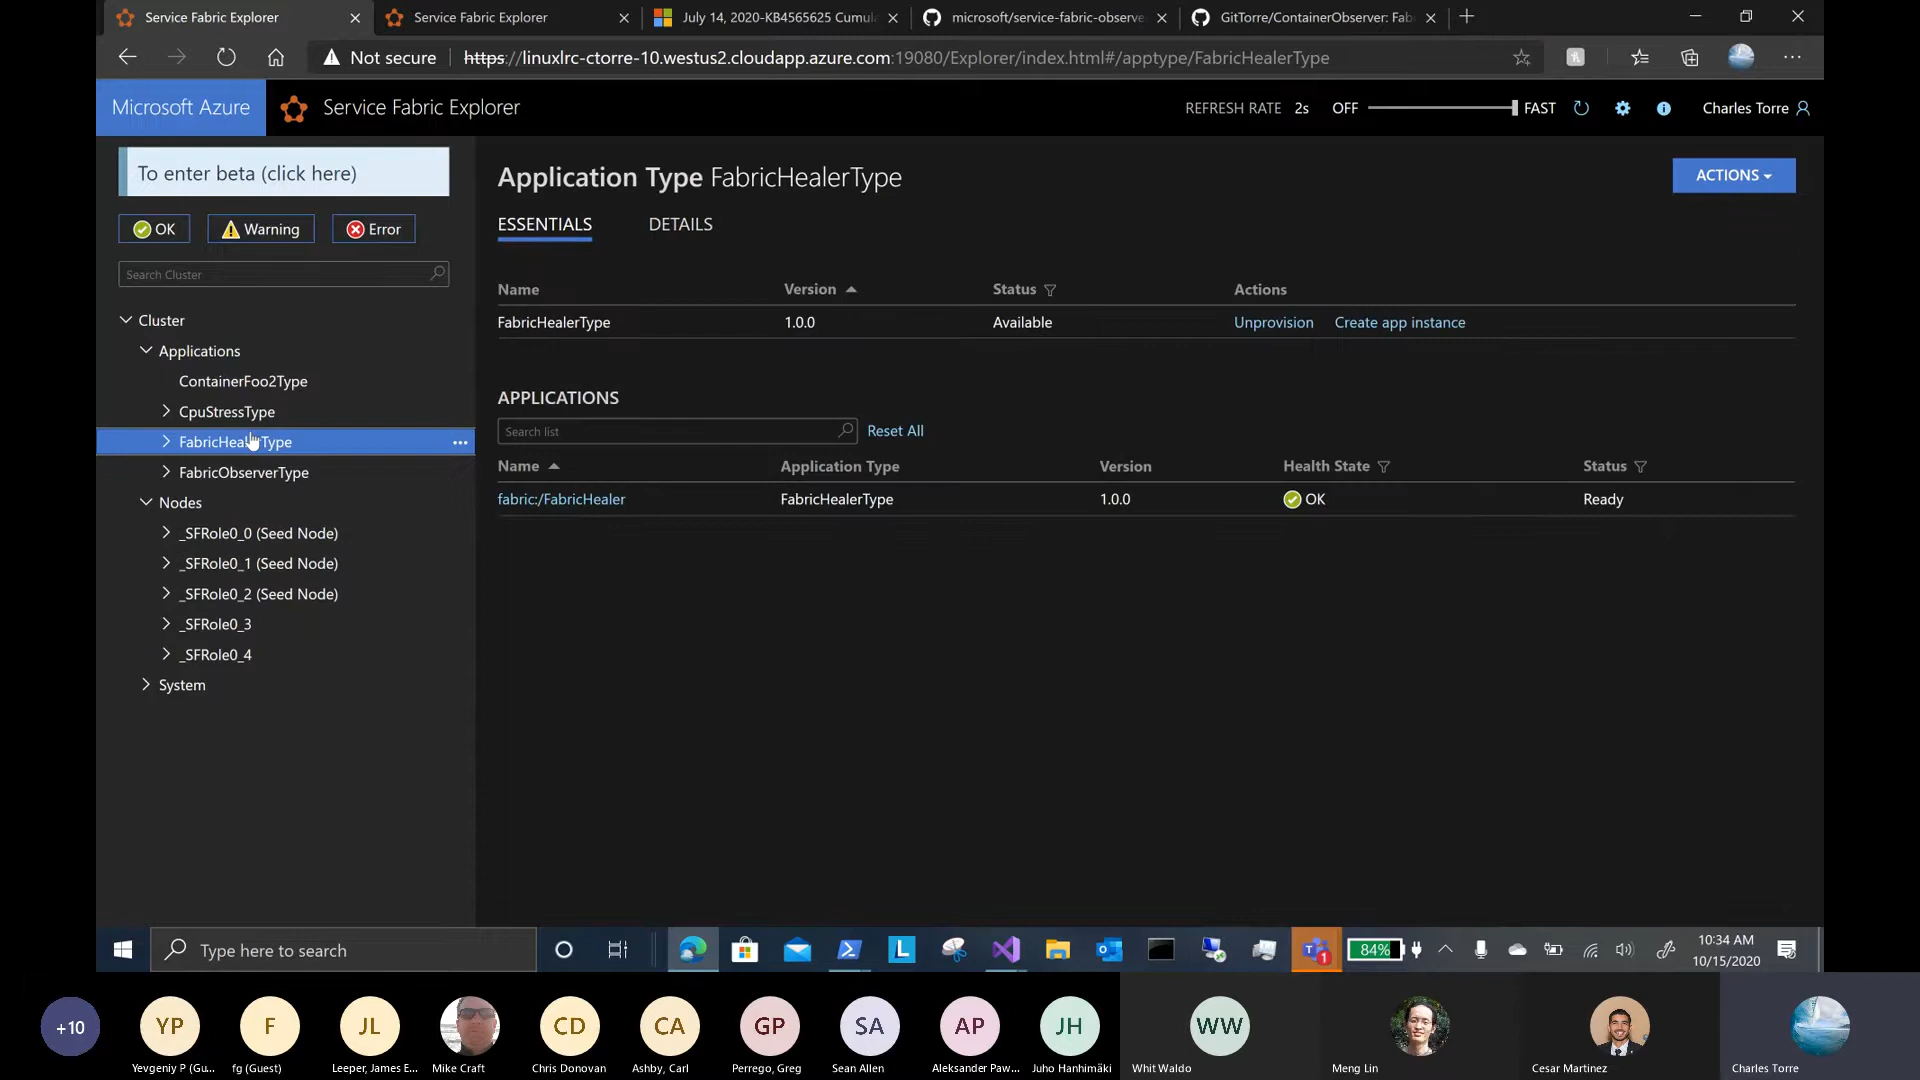 Service Fabric Explorer
Service Fabric Explorer
July 14, 2020-KB4565625 Cumul
microsoft/service-fabric-observe
GitTorre/ContainerObserver: Fab
Not secure
https://linuxlrc-ctorre-10.westus2.cloudapp.azure.com:19080/Explorer/index.html#/apptype/FabricHealerType
Microsoft Azure
Service Fabric Explorer
REFRESH RATE 2s OFF FAST
Charles Torre
To enter beta (click here)
OK
Warning
Error
Search Cluster
Cluster
Applications
ContainerFoo2Type
CpuStressType
FabricHealerType
FabricObserverType
Nodes
_SFRole0_0 (Seed Node)
_SFRole0_1 (Seed Node)
_SFRole0_2 (Seed Node)
_SFRole0_3
_SFRole0_4
System
Application Type FabricHealerType
ACTIONS
ESSENTIALS DETAILS
Name Version Status Actions
FabricHealerType 1.0.0 Available Unprovision Create app instance
APPLICATIONS
Search list
Reset All
Name Application Type Version Health State Status
fabric:/FabricHealer FabricHealerType 1.0.0 OK Ready
Type here to search
L
1
84%
10:34 AM
10/15/2020
+10
YP
F
JL
CD
CA
GP
SA
AP
JH
WW
Yevgeniy P (Gu...
fg (Guest)
Leeper, James E...
Mike Craft
Chris Donovan
Ashby, Carl
Perrego, Greg
Sean Allen
Aleksander Paw...
Juho Hanhimäki
Whit Waldo
Meng Lin
Cesar Martinez
Charles Torre